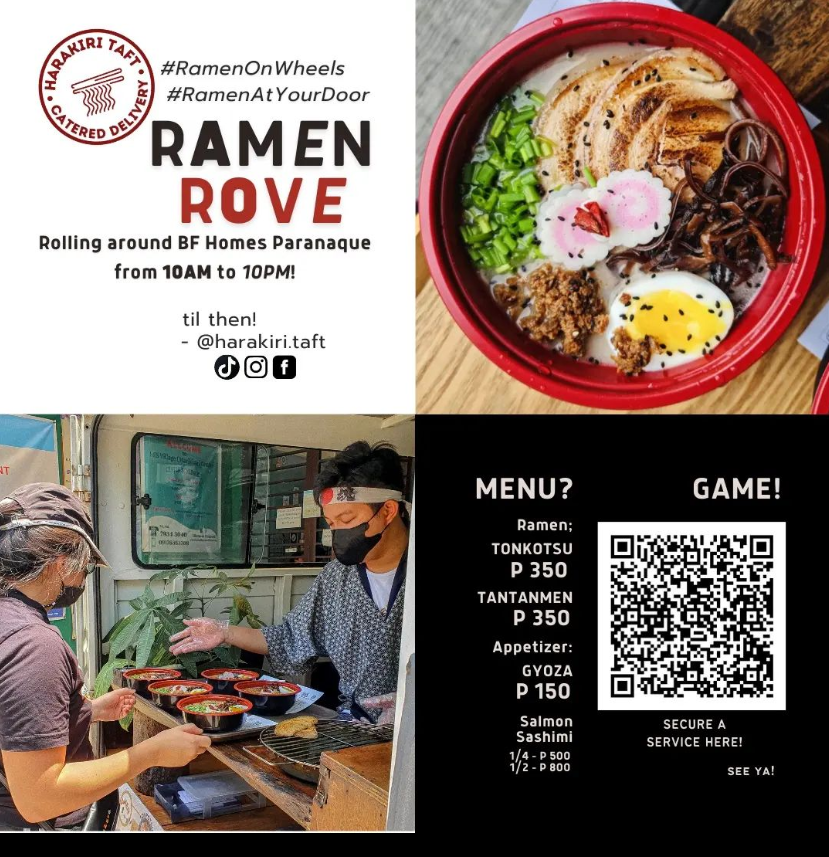 HARAKIRI TAFT
CATERED DELIVERY
#RamenOnWheels
#RamenAtYourDoor
RAMEN
ROVE
Rolling around BF Homes Paranaque
from 10AM to 10PM!
til then!
- @harakiri.taft
MENU?
Ramen;
TONKOTSU
P 350
TANTANMEN
P 350
Appetizer:
GYOZA
P 150
Salmon
Sashimi
1/4 - P 500
1/2 - P 800
GAME!
SECURE A
SERVICE HERE!
SEE YA!